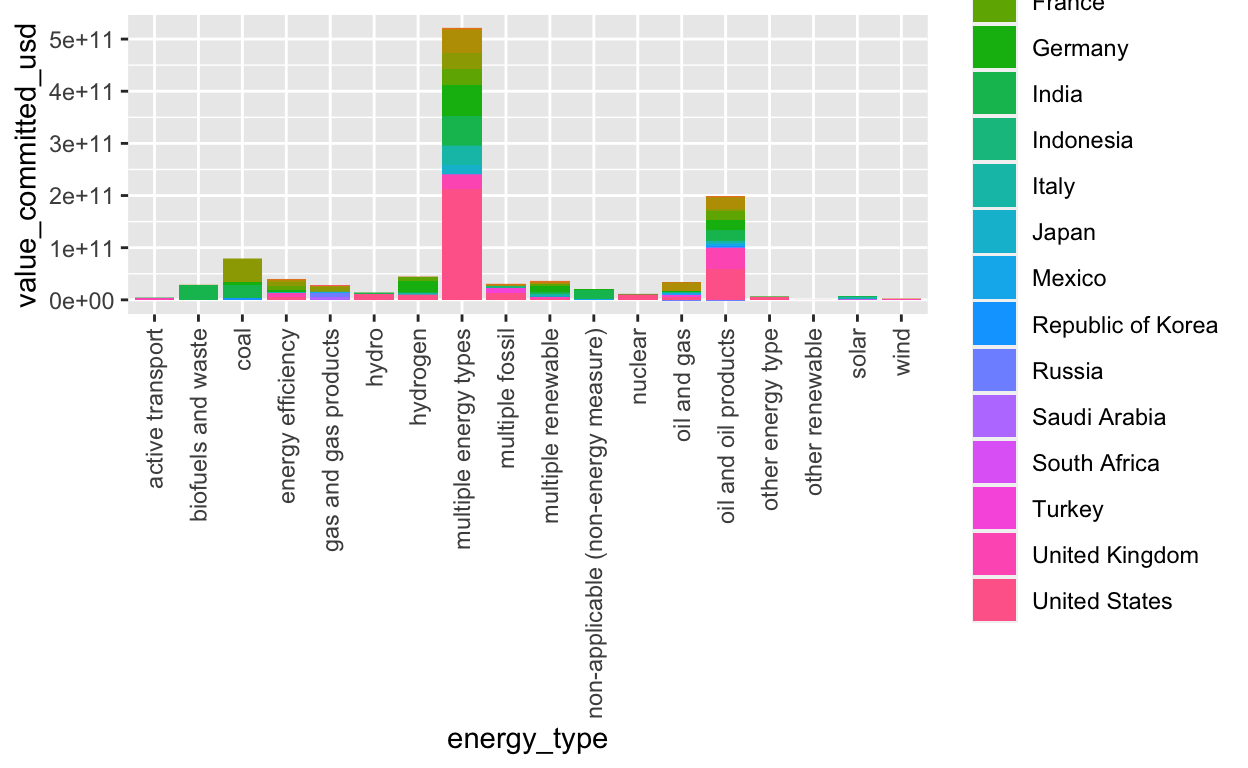 value_committed_usd
5e+11
4e+11
3e+11
2e+11
1e+11
0e+00
active transport
biofuels and waste
coal
energy efficiency
gas and gas products
hydro
hydrogen
multiple energy types
multiple fossil
multiple renewable
non-applicable (non-energy measure)
nuclear
oil and gas
oil and oil products
other energy type
other renewable
solar
wind
energy_type
France
Germany
India
Indonesia
Italy
Japan
Mexico
Republic of Korea
Russia
Saudi Arabia
South Africa
Turkey
United Kingdom
United States